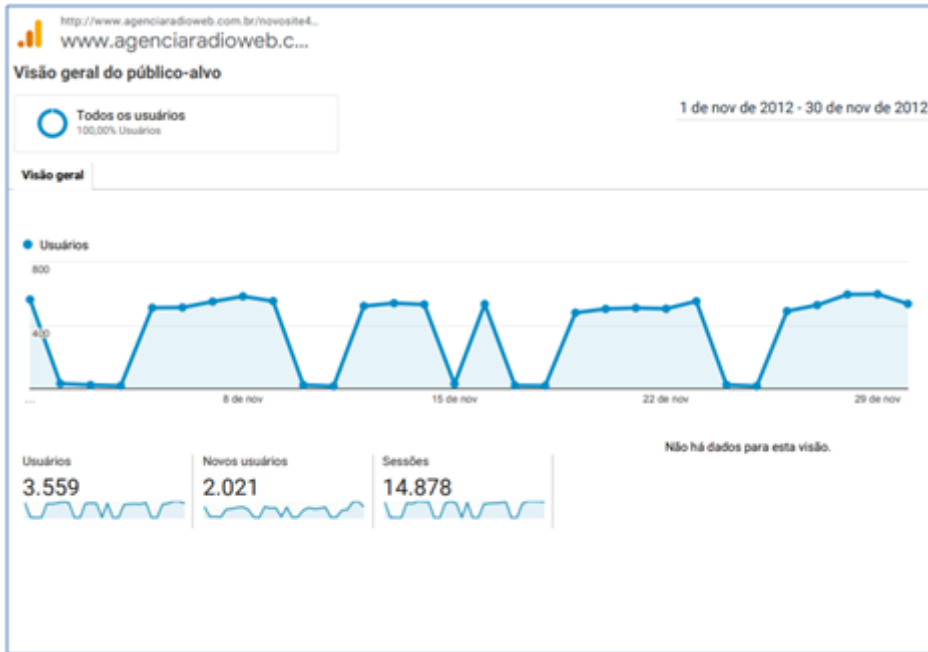 http://www.agenciaradioweb.com.br/novosite4...
www.agenciaradioweb.c...
Visão geral do público-alvo
Todos os usuários
100,00% Usuários
1 de nov de 2012 - 30 de nov de 2012
Visão geral
Usuários
800
400
...
8 de nov
15 de nov
22 de nov
29 de nov
Não há dados para esta visão.
Usuários
3.559
Novos usuários
2.021
Sessões
14.878